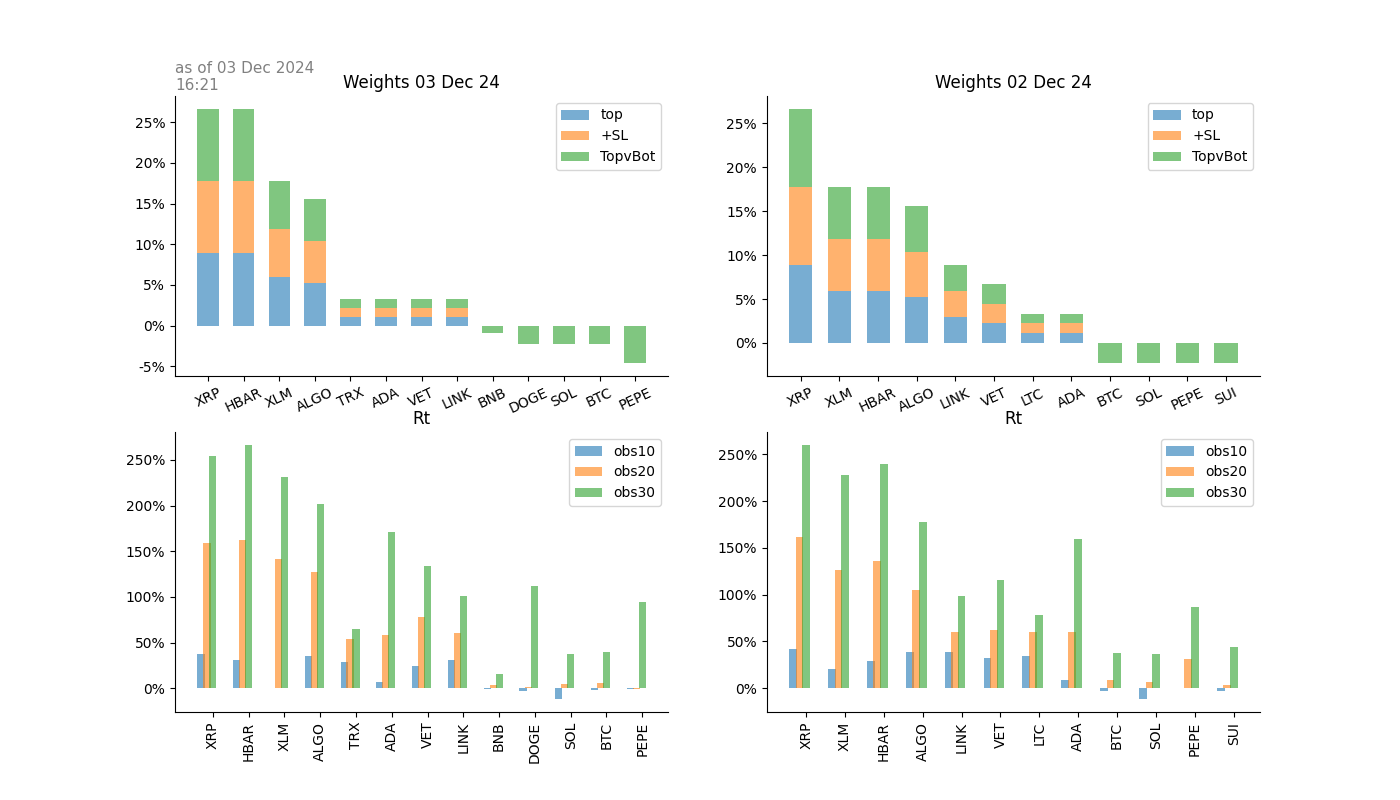 as of 03 Dec 2024
16:21
Weights 03 Dec 24
25%
20%
15%
10%
5%
0%
-5%
top
+SL
TopvBot
XRP HBAR XLM ALGO TRX ADA VET LINK BNB DOGE SOL BTC PEPE
Weights 02 Dec 24
25%
20%
15%
10%
5%
0%
top
+SL
TopvBot
XRP XLM HBAR ALGO LINK VET LTC ADA BTC SOL PEPE SUI
Rt
250%
200%
150%
100%
50%
0%
obs10
obs20
obs30
XRP HBAR XLM ALGO TRX ADA VET LINK BNB DOGE SOL BTC PEPE
Rt
250%
200%
150%
100%
50%
0%
obs10
obs20
obs30
XRP XLM HBAR ALGO LINK VET LTC ADA BTC SOL PEPE SUI